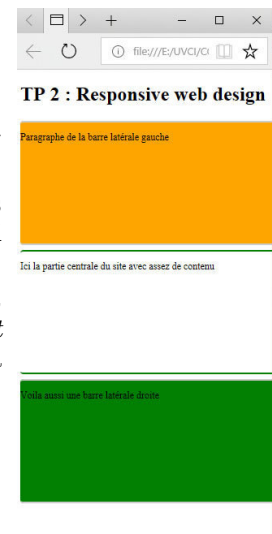 file:///E:/UVCI/C
TP 2 : Responsive web design
Paragraphe de la barre latérale gauche
Ici la partie centrale du site avec assez de contenu
Voila aussi une barre latérale droite